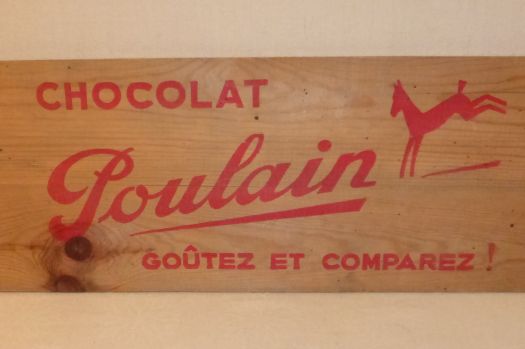 CHOCOLAT
Poulain
GOÛTEZ ET COMPAREZ !